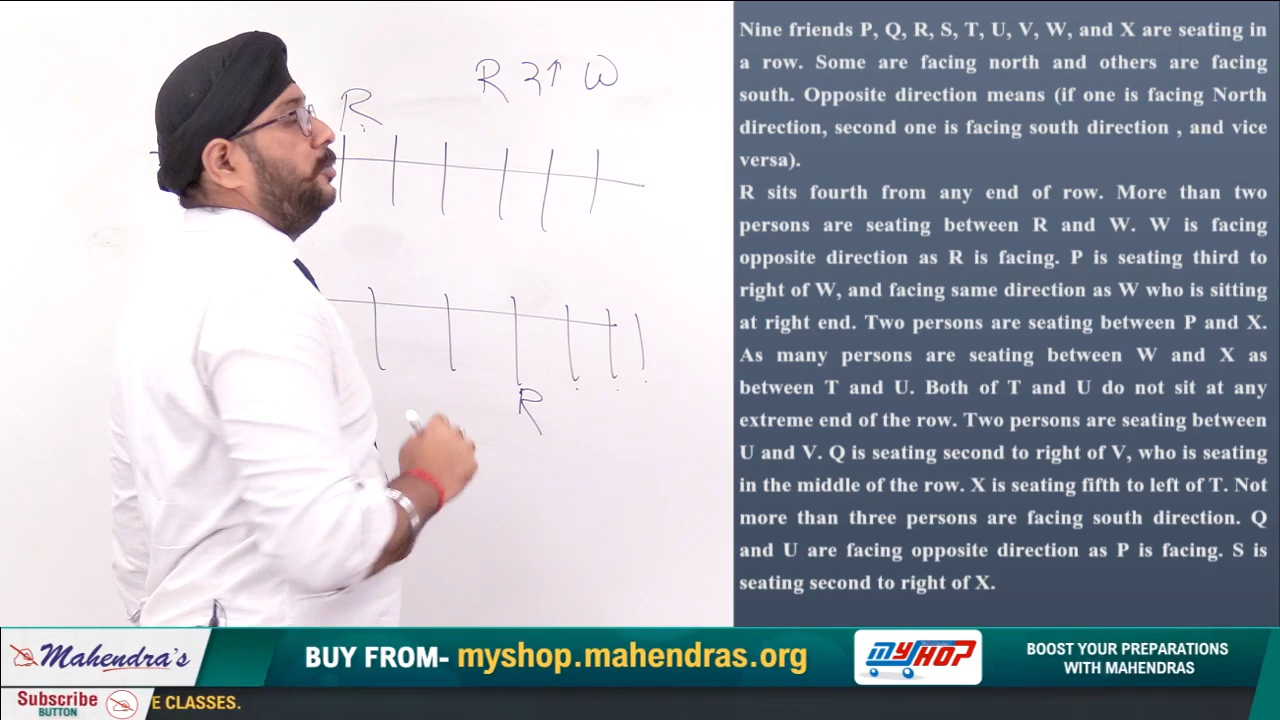 R 2↑ W
R
R
Nine friends P, Q, R, S, T, U, V, W, and X are seating in
a row. Some are facing north and others are facing
south. Opposite direction means (if one is facing North
direction, second one is facing south direction , and vice
versa).
R sits fourth from any end of row. More than two
persons are seating between R and W. W is facing
opposite direction as R is facing. P is seating third to
right of W, and facing same direction as W who is sitting
at right end. Two persons are seating between P and X.
As many persons are seating between W and X as
between T and U. Both of T and U do not sit at any
extreme end of the row. Two persons are seating between
U and V. Q is seating second to right of V, who is seating
in the middle of the row. X is seating fifth to left of T. Not
more than three persons are facing south direction. Q
and U are facing opposite direction as P is facing. S is
seating second to right of X.
Mahendra's
BUY FROM- myshop.mahendras.org
MY SHOP
BOOST YOUR PREPARATIONS
WITH MAHENDRAS
Subscribe
BUTTON
E CLASSES.